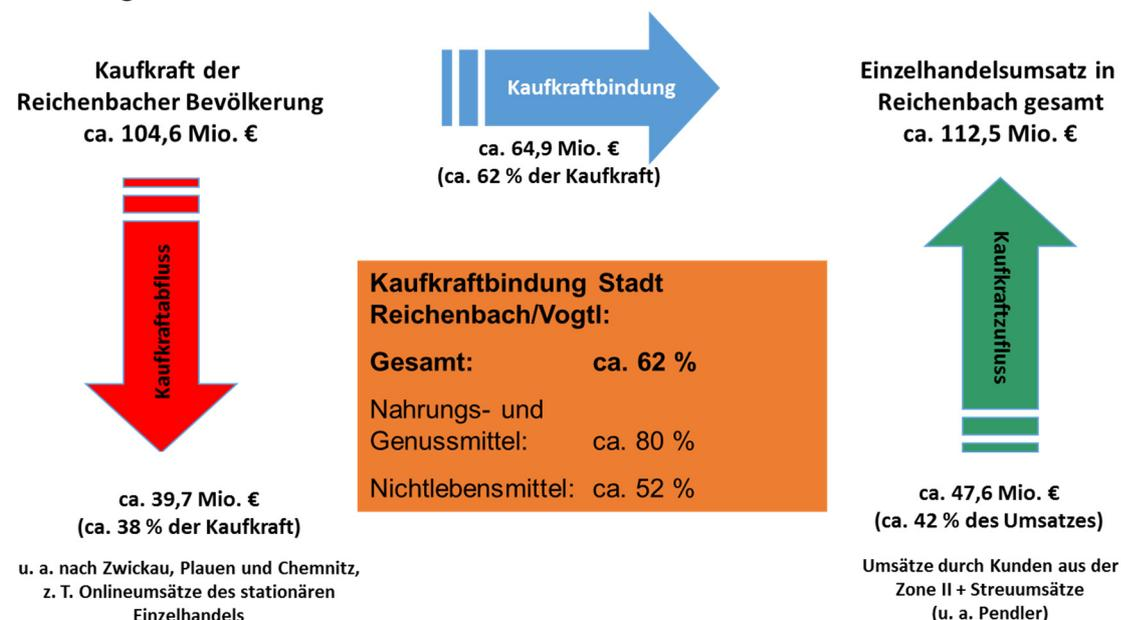 Kaufkraft der
Reichenbacher Bevölkerung
ca. 104,6 Mio. €
Kaufkraftbindung
ca. 64,9 Mio. €
(ca. 62 % der Kaufkraft)
Einzelhandelsumsatz in
Reichenbach gesamt
ca. 112,5 Mio. €
Kaufkraftabfluss
Kaufkraftbindung Stadt
Reichenbach/Vogtl:
Gesamt: ca. 62 %
Nahrungs- und
Genussmittel: ca. 80 %
Nichtlebensmittel: ca. 52 %
Kaufkraftzufluss
ca. 39,7 Mio. €
(ca. 38 % der Kaufkraft)
u. a. nach Zwickau, Plauen und Chemnitz,
z. T. Onlineumsätze des stationären
Einzelhandels
ca. 47,6 Mio. €
(ca. 42 % des Umsatzes)
Umsätze durch Kunden aus der
Zone II + Streuumsätze
(u. a. Pendler)